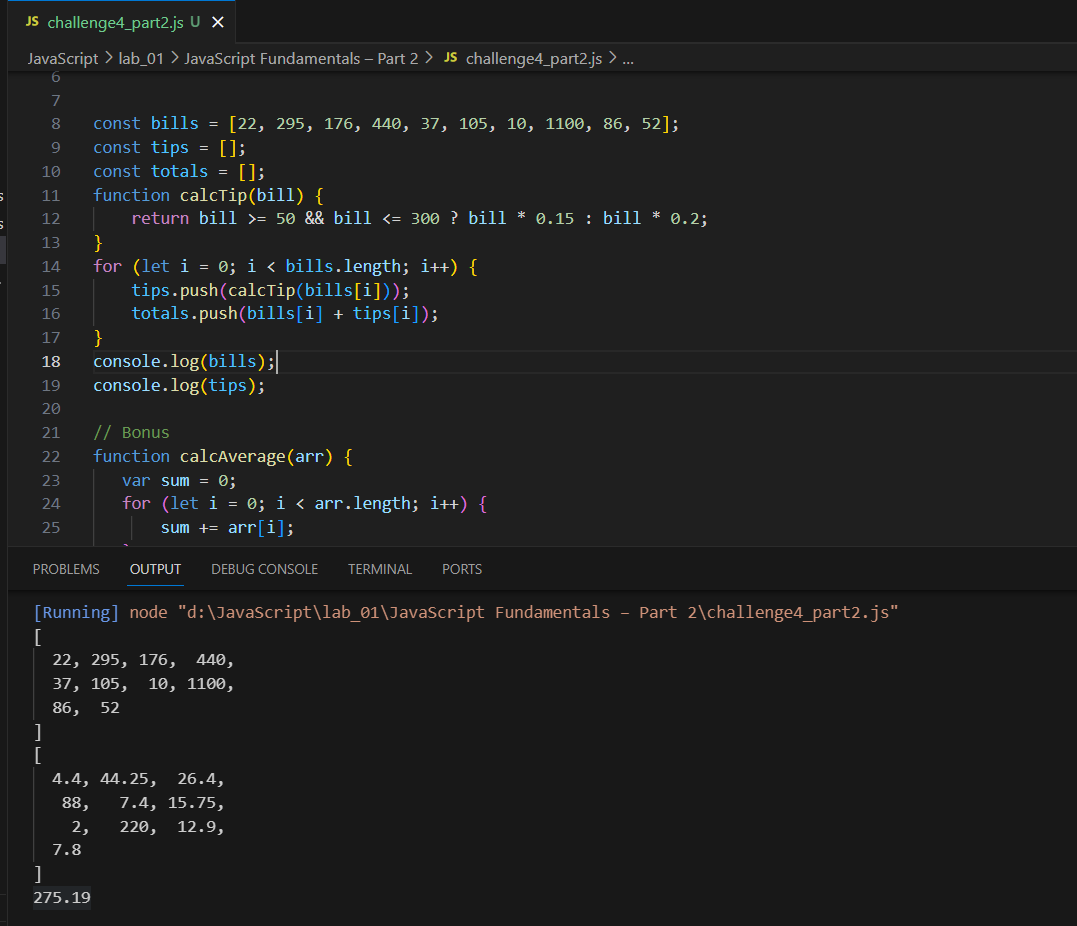 JS challenge4_part2.js U ×
JavaScript > lab_01 > JavaScript Fundamentals – Part 2 > JS challenge4_part2.js > ...
6
7
8 const bills = [22, 295, 176, 440, 37, 105, 10, 1100, 86, 52];
9 const tips = [];
10 const totals = [];
11 function calcTip(bill) {
12 return bill >= 50 && bill <= 300 ? bill * 0.15 : bill * 0.2;
13 }
14 for (let i = 0; i < bills.length; i++) {
15 tips.push(calcTip(bills[i]));
16 totals.push(bills[i] + tips[i]);
17 }
18 console.log(bills);
19 console.log(tips);
20
21 // Bonus
22 function calcAverage(arr) {
23 var sum = 0;
24 for (let i = 0; i < arr.length; i++) {
25 sum += arr[i];
PROBLEMS OUTPUT DEBUG CONSOLE TERMINAL PORTS
[Running] node "d:\JavaScript\lab_01\JavaScript Fundamentals – Part 2\challenge4_part2.js"
[
22, 295, 176, 440,
37, 105, 10, 1100,
86, 52
]
[
4.4, 44.25, 26.4,
88, 7.4, 15.75,
2, 220, 12.9,
7.8
]
275.19